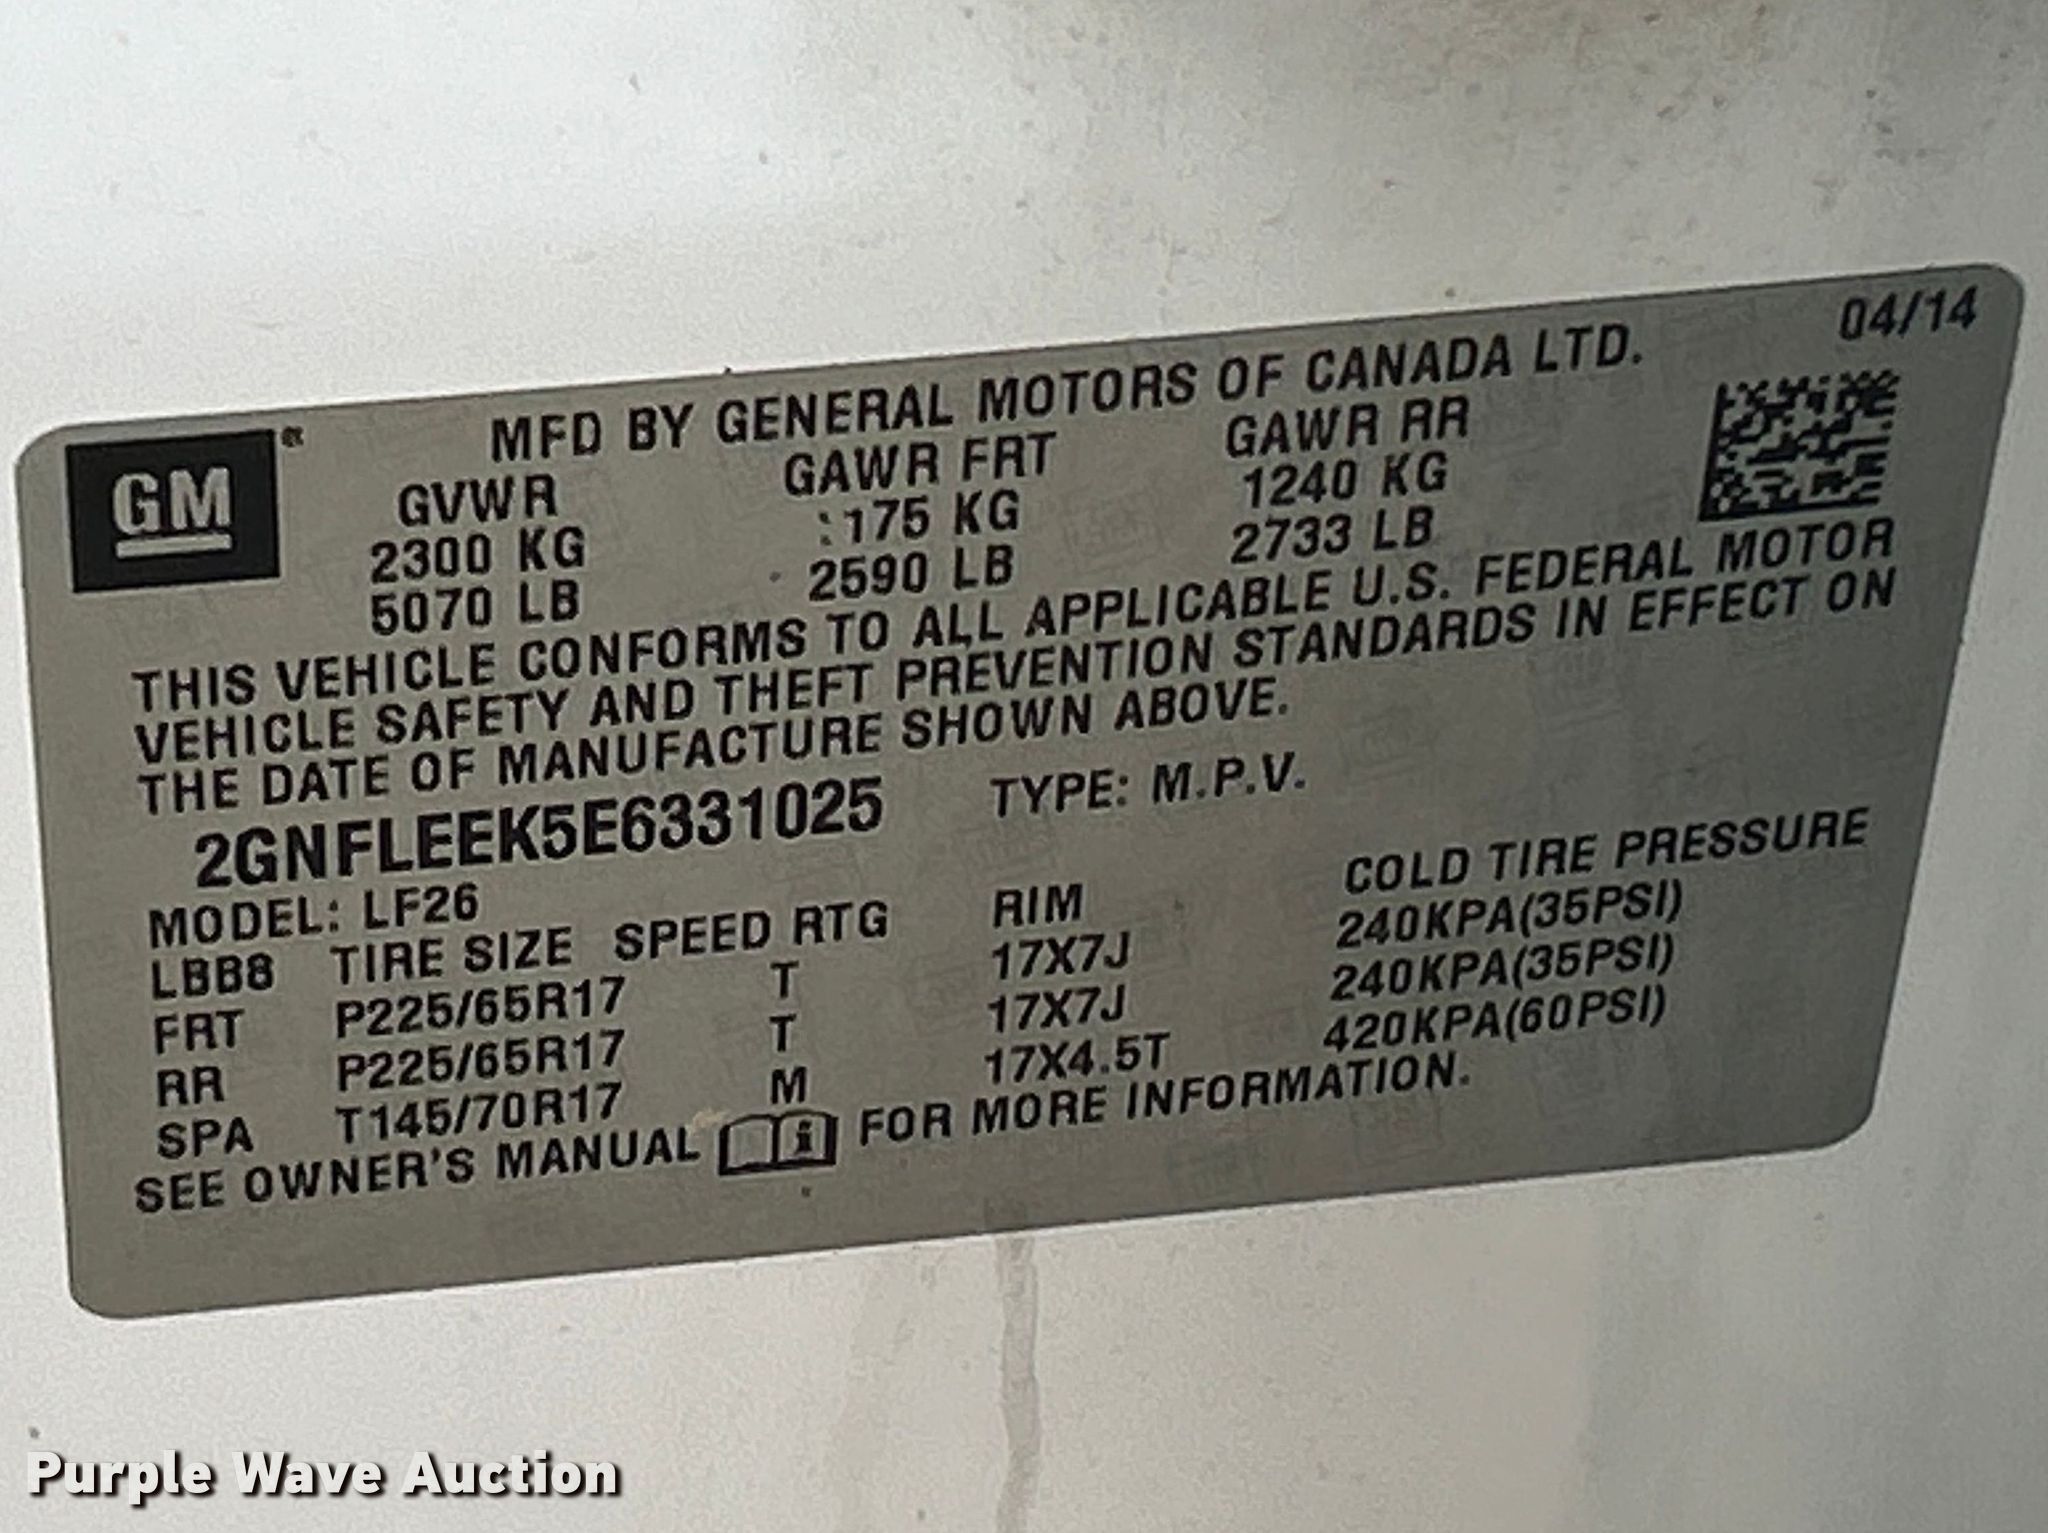 04/14
MFD BY GENERAL MOTORS OF CANADA LTD.
GM ®
GVWR GAWR FRT GAWR RR
2300 KG 175 KG 1240 KG
5070 LB 2590 LB 2733 LB
THIS VEHICLE CONFORMS TO ALL APPLICABLE U.S. FEDERAL MOTOR
VEHICLE SAFETY AND THEFT PREVENTION STANDARDS IN EFFECT ON
THE DATE OF MANUFACTURE SHOWN ABOVE.
2GNFLEEK5E6331025 TYPE: M.P.V.
MODEL: LF26
LBB8 TIRE SIZE SPEED RTG RIM COLD TIRE PRESSURE
FRT P225/65R17 T 17X7J 240KPA(35PSI)
RR P225/65R17 T 17X7J 240KPA(35PSI)
SPA T145/70R17 M 17X4.5T 420KPA(60PSI)
SEE OWNER'S MANUAL FOR MORE INFORMATION.
Purple Wave Auction